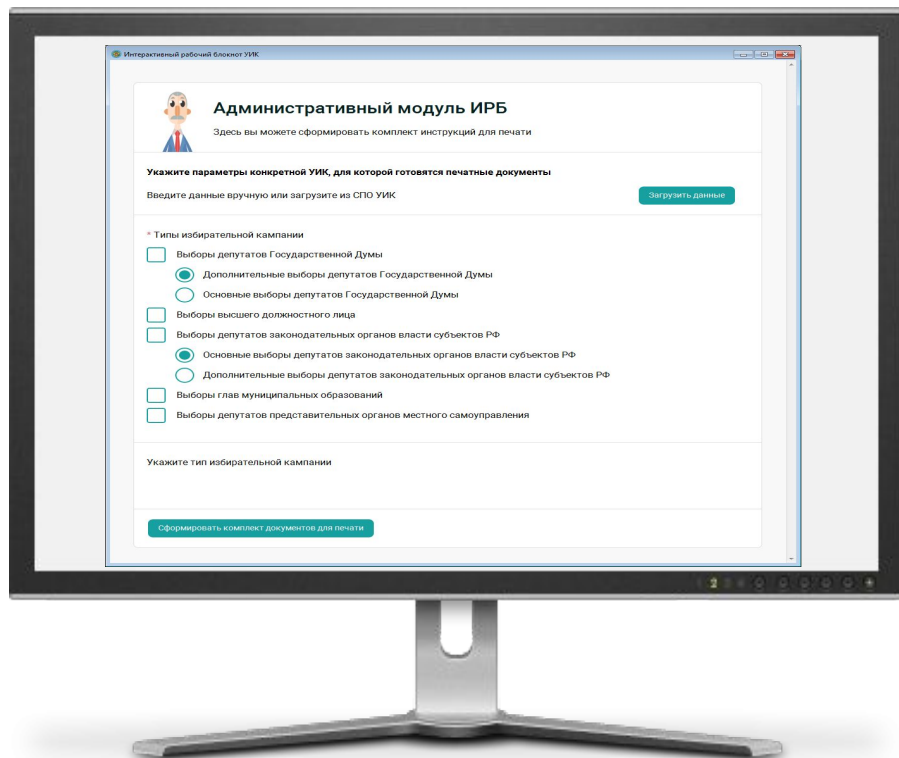 Интерактивный рабочий блокнот УИК
Административный модуль ИРБ
Здесь вы можете сформировать комплект инструкций для печати
Укажите параметры конкретной УИК, для которой готовятся печатные документы
Введите данные вручную или загрузите из СПО УИК
Загрузить данные
* Типы избирательной кампании
Выборы депутатов Государственной Думы
Дополнительные выборы депутатов Государственной Думы
Основные выборы депутатов Государственной Думы
Выборы высшего должностного лица
Выборы депутатов законодательных органов власти субъектов РФ
Основные выборы депутатов законодательных органов власти субъектов РФ
Дополнительные выборы депутатов законодательных органов власти субъектов РФ
Выборы глав муниципальных образований
Выборы депутатов представительных органов местного самоуправления
Укажите тип избирательной кампании
Сформировать комплект документов для печати
2